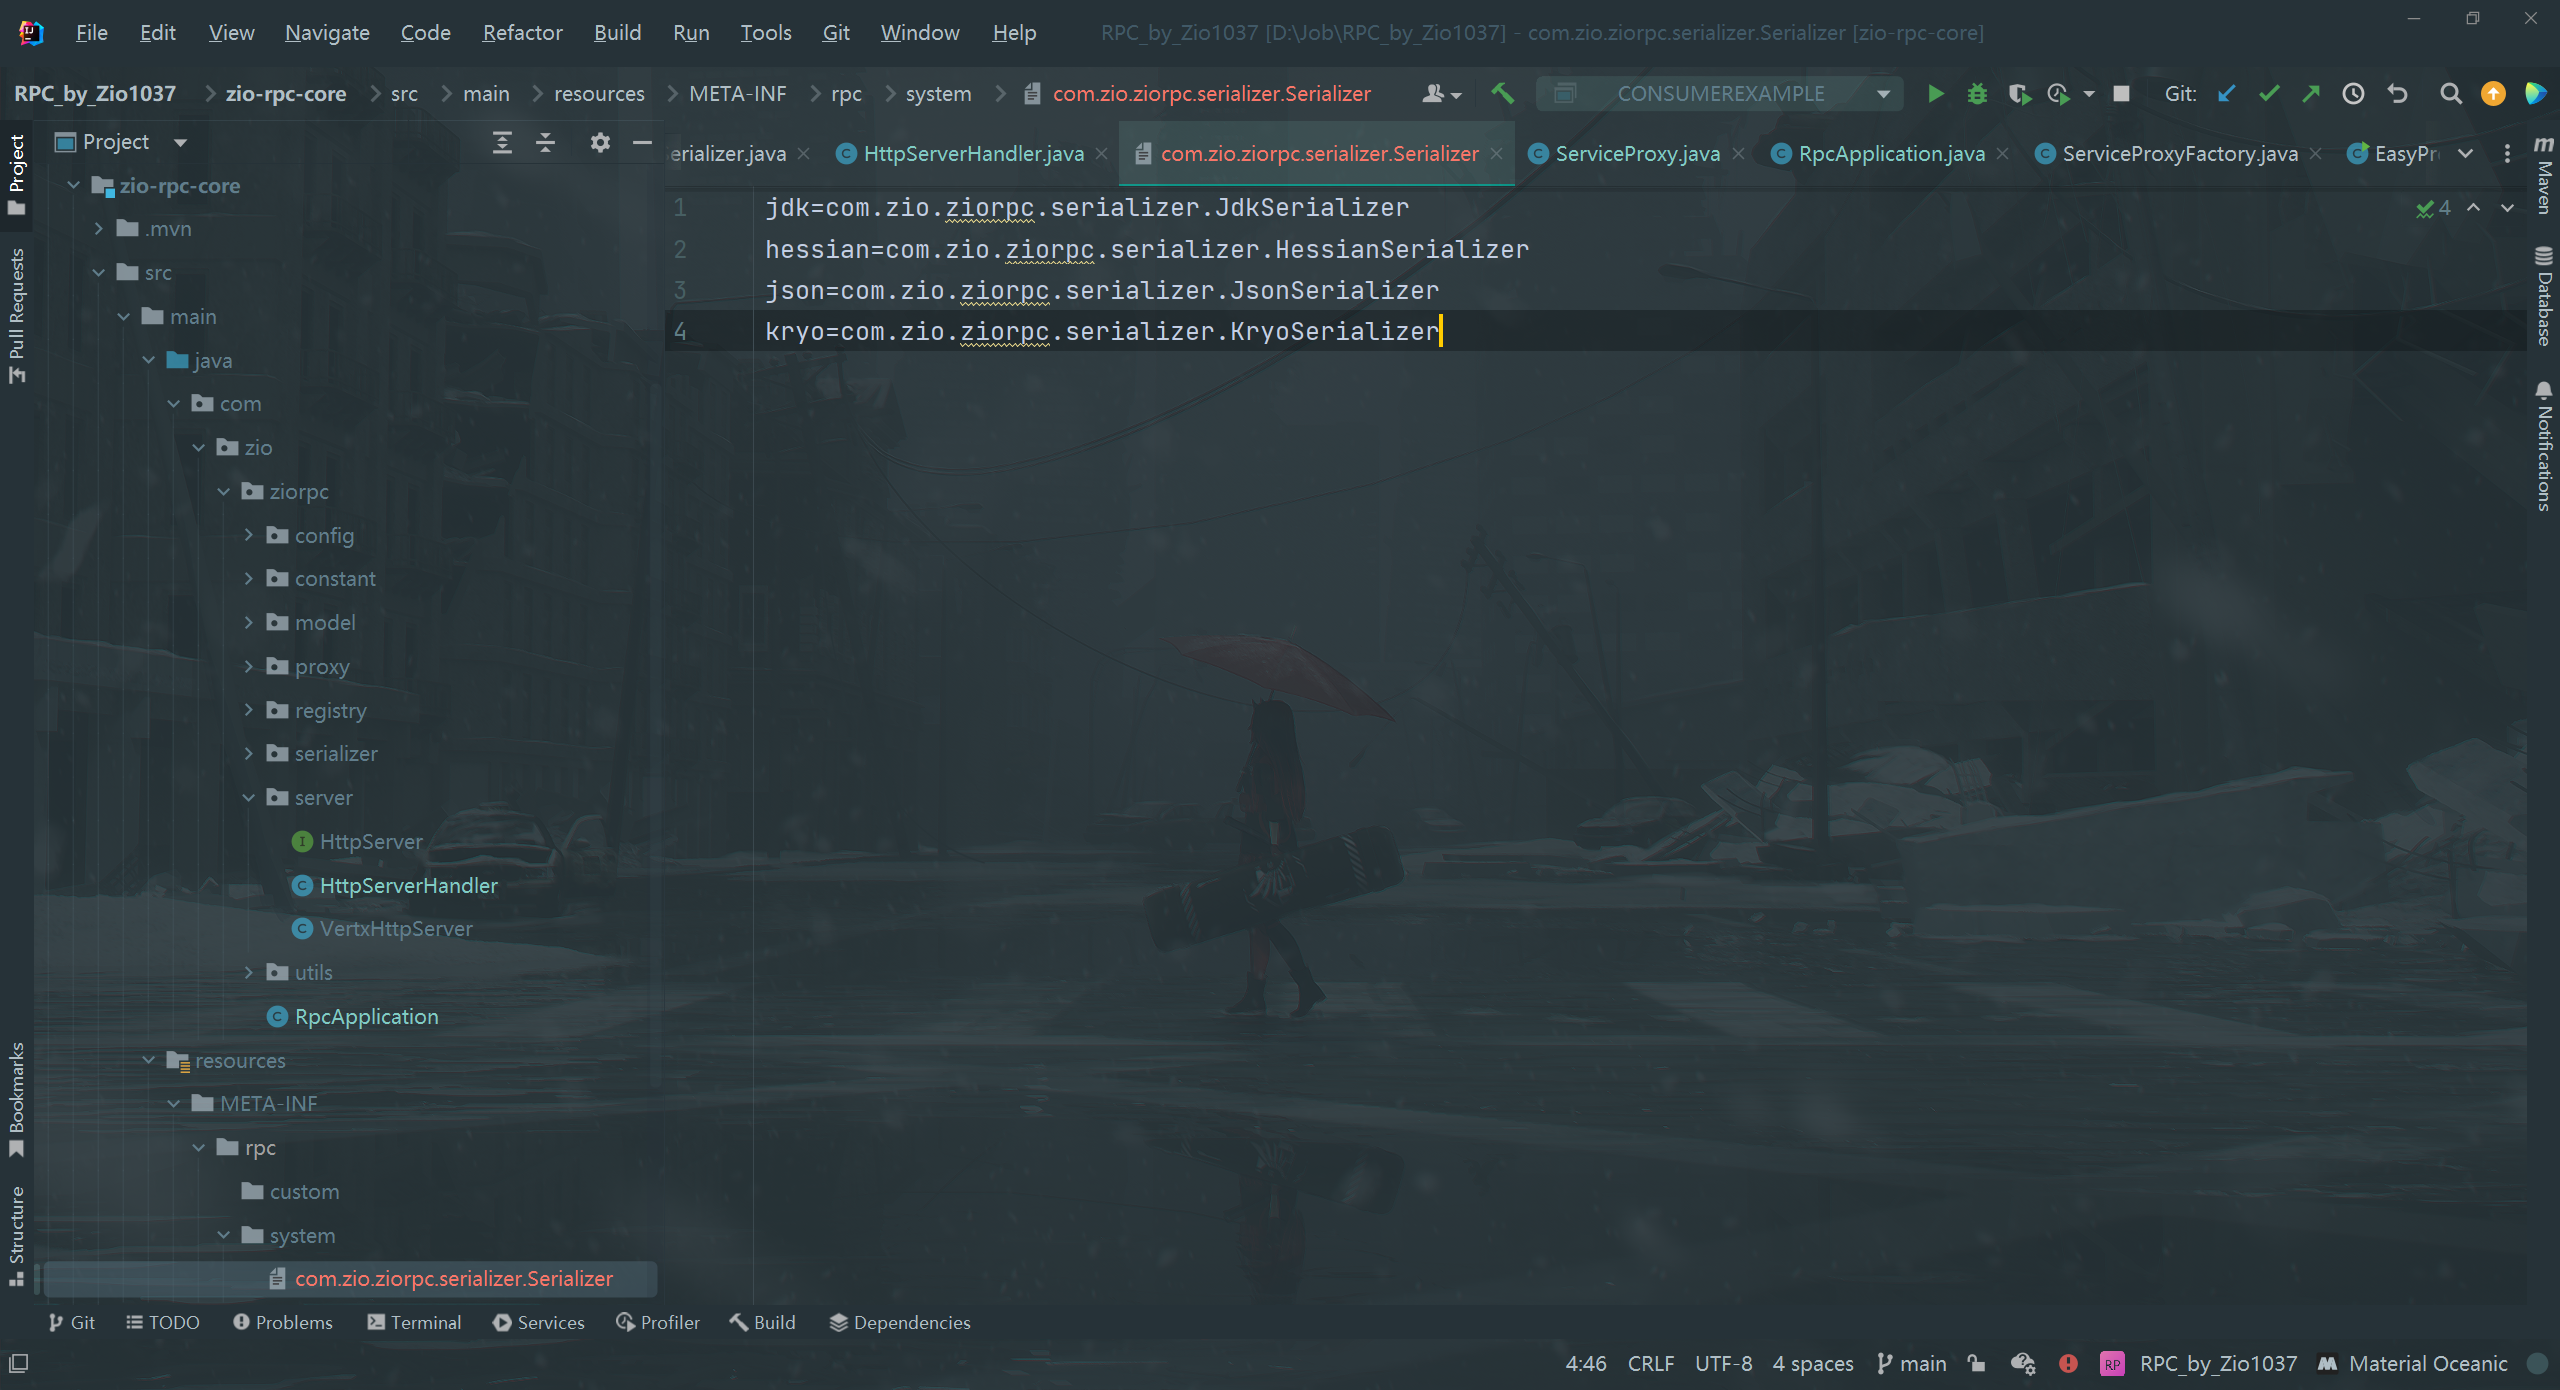 File Edit View Navigate Code Refactor Build Run Tools Git Window Help RPC_by_Zio1037 [D:\Job\RPC_by_Zio1037] - com.zio.ziorpc.serializer.Serializer [zio-rpc-core]
RPC_by_Zio1037 zio-rpc-core src main resources META-INF rpc system com.zio.ziorpc.serializer.Serializer CONSUMEREXAMPLE Git:
Project
erializer.java HttpServerHandler.java com.zio.ziorpc.serializer.Serializer ServiceProxy.java RpcApplication.java ServiceProxyFactory.java EasyPr
Project
Pull Requests
Bookmarks
Structure
zio-rpc-core
.mvn
src
main
java
com
zio
ziorpc
config
constant
model
proxy
registry
serializer
server
HttpServer
HttpServerHandler
VertxHttpServer
utils
RpcApplication
resources
META-INF
rpc
custom
system
com.zio.ziorpc.serializer.Serializer
1 jdk=com.zio.ziorpc.serializer.JdkSerializer
2 hessian=com.zio.ziorpc.serializer.HessianSerializer
3 json=com.zio.ziorpc.serializer.JsonSerializer
4 kryo=com.zio.ziorpc.serializer.KryoSerializer
4
m Maven
Database
Notifications
Git TODO Problems Terminal Services Profiler Build Dependencies
4:46 CRLF UTF-8 4 spaces main RP RPC_by_Zio1037 Material Oceanic